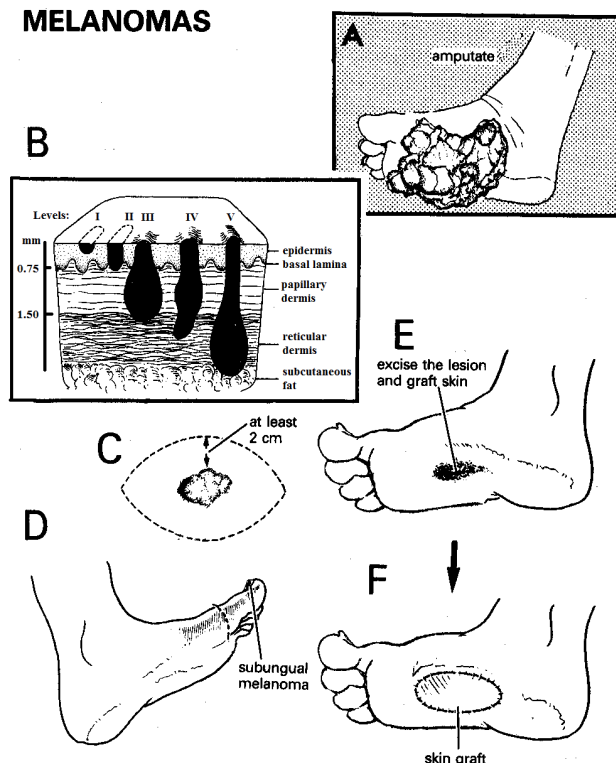 MELANOMAS
A
amputate
B
Levels: I II III IV V
mm
0.75
1.50
epidermis
basal lamina
papillary
dermis
reticular
dermis
subcutaneous
fat
C
at least
2 cm
D
subungual
melanoma
E
excise the lesion
and graft skin
F
skin graft